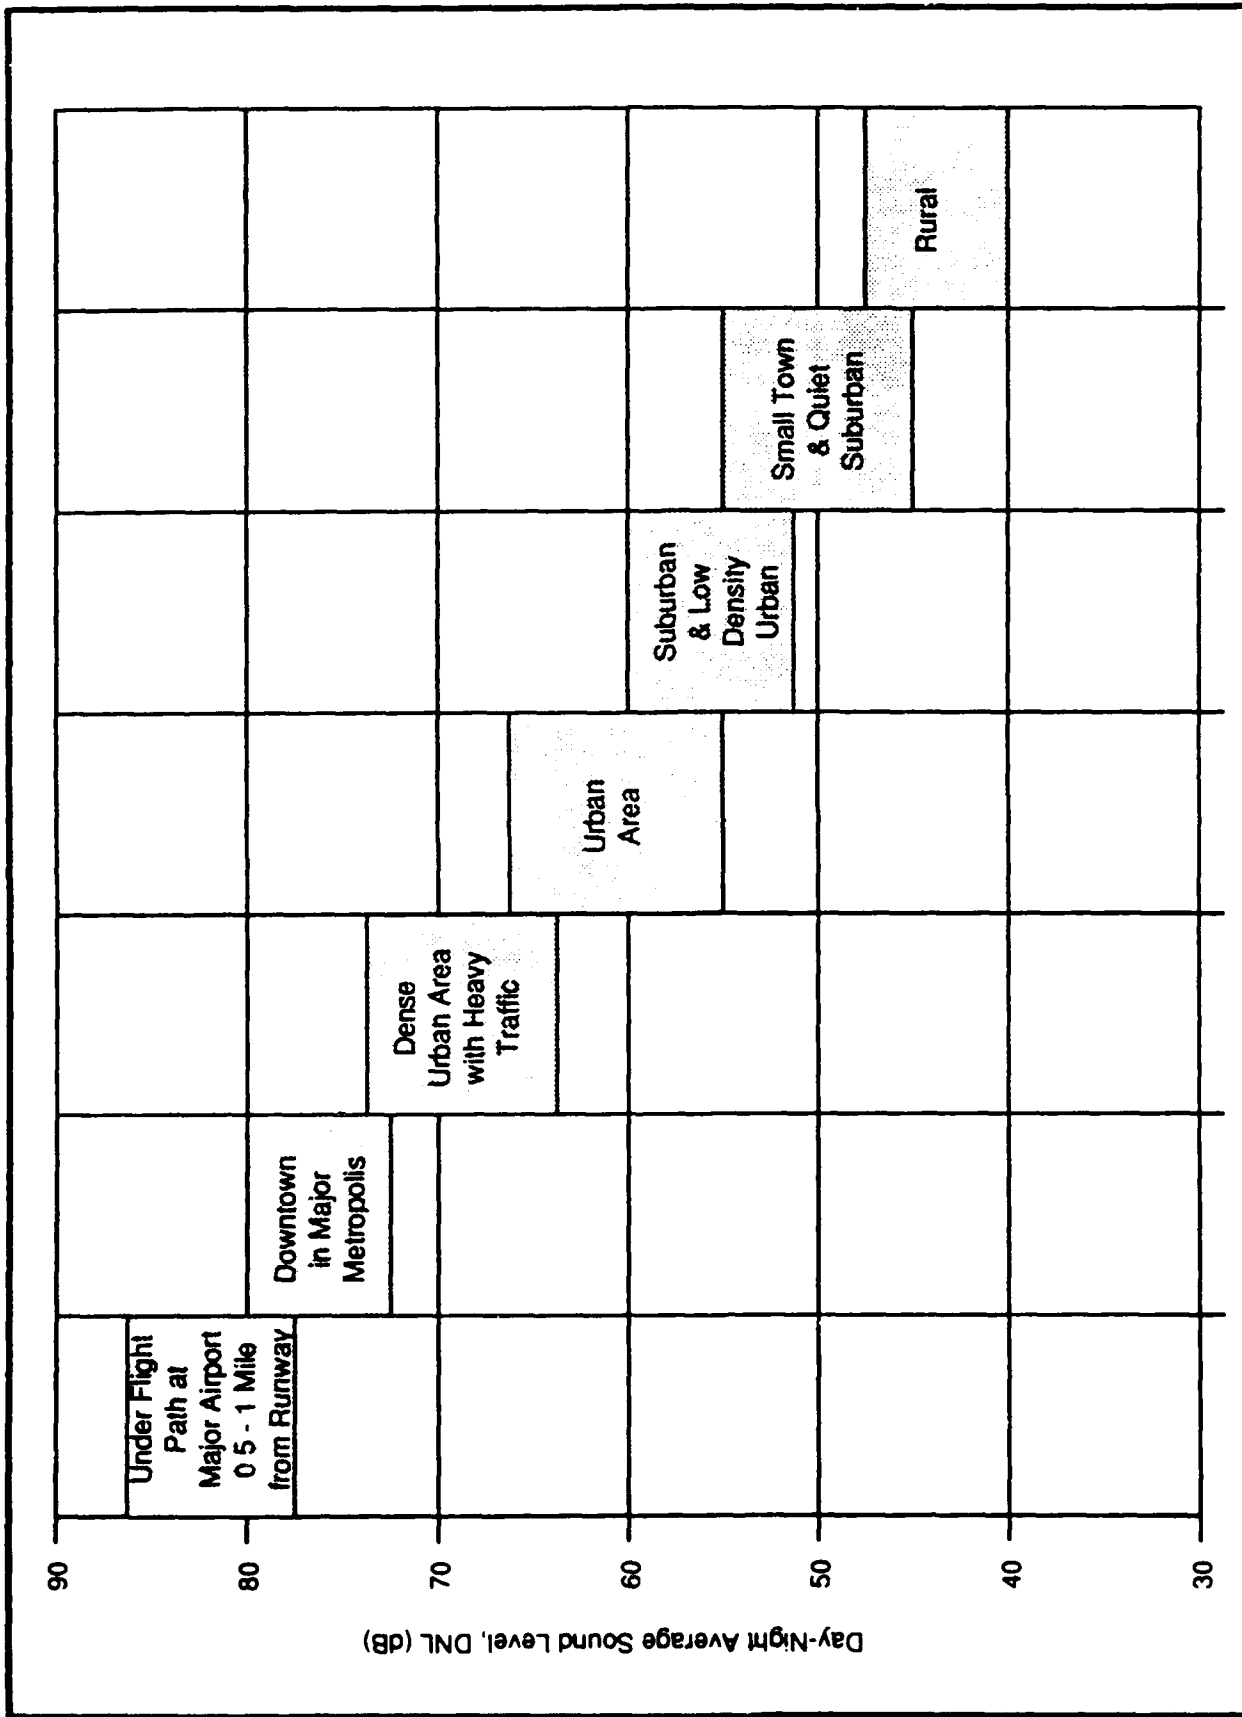 Day-Night Average Sound Level, DNL (dB)
90
80
70
60
50
40
30
Under Flight
Path at
Major Airport
0 5 - 1 Mile
from Runway
Downtown
in Major
Metropolis
Dense
Urban Area
with Heavy
Traffic
Urban
Area
Suburban
& Low
Density
Urban
Small Town
& Quiet
Suburban
Rural